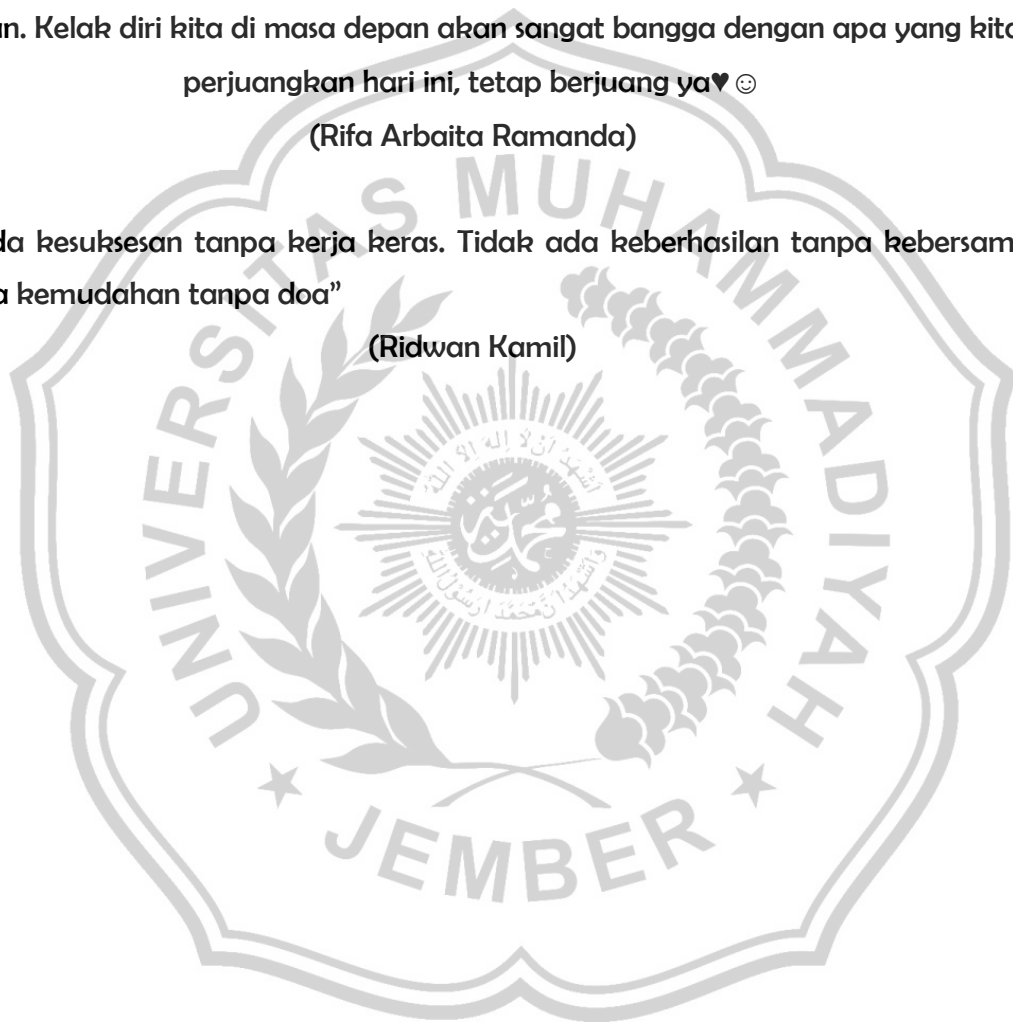 an. Kelak diri kita di masa depan akan sangat bangga dengan apa yang kita
perjuangkan hari ini, tetap berjuang ya♥☺
(Rifa Arbaita Ramanda)
da kesuksesan tanpa kerja keras. Tidak ada keberhasilan tanpa kebersam
a kemudahan tanpa doa”
(Ridwan Kamil)
UNIVERSITAS MUHAMMADIYAH
JEMBER